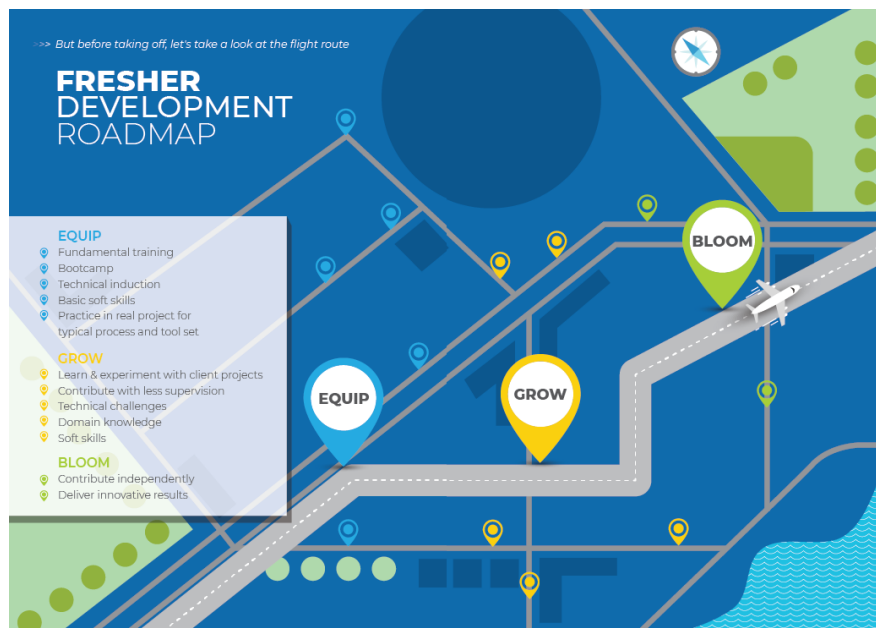 >>> But before taking off, let's take a look at the flight route
FRESHER
DEVELOPMENT
ROADMAP
EQUIP
Fundamental training
Bootcamp
Technical induction
Basic soft skills
Practice in real project for
typical process and tool set
GROW
Learn & experiment with client projects
Contribute with less supervision
Technical challenges
Domain knowledge
Soft skills
BLOOM
Contribute independently
Deliver innovative results
EQUIP
GROW
BLOOM